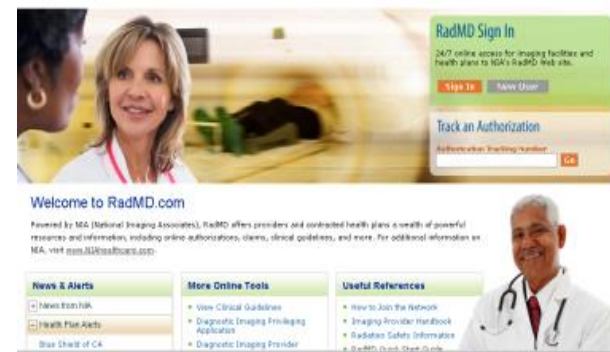 RadMD Sign In
24/7 online access for imaging facilities and
health plans to NIA's RadMD Web site.
Sign In New User
Track an Authorization
Authorization Tracking Number
Go
Welcome to RadMD.com
Powered by NIA (National Imaging Associates), RadMD offers providers and contracted health plans a wealth of powerful
resources and information, including online authorizations, claims, clinical guidelines, and more. For additional information on
NIA, visit www.NIAhealthcare.com.
News & Alerts
News from NIA
Health Plan Alerts
Blue Shield of CA
More Online Tools
View Clinical Guidelines
Diagnostic Imaging Privileging
Application
Diagnostic Imaging Provider
Useful References
How to Join the Network
Imaging Provider Handbook
Radiation Safety Information
RadMD Quick Start Guide